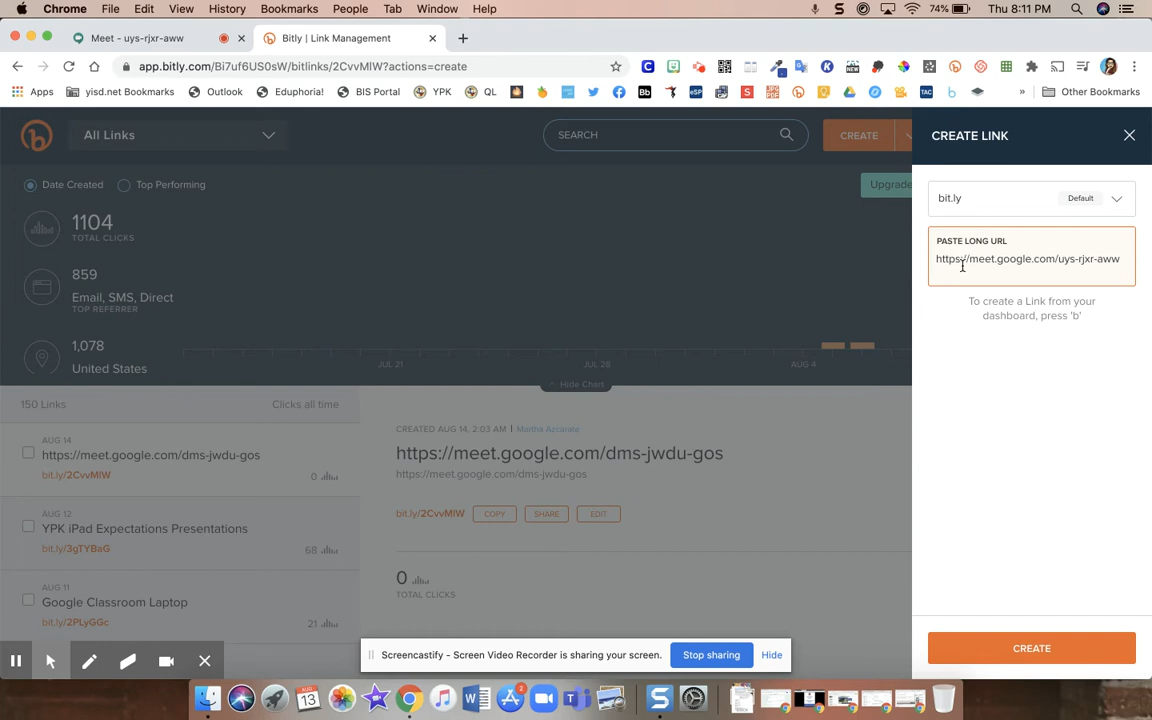 Chrome File Edit View History Bookmarks People Tab Window Help 74% Thu 8:11 PM
Meet - uys-rjxr-aww Bitly | Link Management
app.bitly.com/Bi7uf6US0sW/bitlinks/2CvvMlW?actions=create
Apps yisd.net Bookmarks Outlook Eduphoria! BIS Portal YPK QL Other Bookmarks
All Links SEARCH CREATE CREATE LINK
Date Created Top Performing Upgrade
bit.ly Default
1104
TOTAL CLICKS
PASTE LONG URL
https://meet.google.com/uys-rjxr-aww
859
Email, SMS, Direct
TOP REFERRER
To create a Link from your
dashboard, press 'b'
1,078
United States
JUL 21 JUL 28 AUG 4
Hide Chart
150 Links Clicks all time
AUG 14
https://meet.google.com/dms-jwdu-gos
bit.ly/2CvvMlW 0
AUG 12
YPK iPad Expectations Presentations
bit.ly/3gTYBaG 68
AUG 11
Google Classroom Laptop
bit.ly/2PLyGGc 21
CREATED AUG 14, 2:03 AM | Martha Azcarate
https://meet.google.com/dms-jwdu-gos
https://meet.google.com/dms-jwdu-gos
bit.ly/2CvvMlW COPY SHARE EDIT
0
TOTAL CLICKS
CREATE
Screencastify - Screen Video Recorder is sharing your screen. Stop sharing Hide